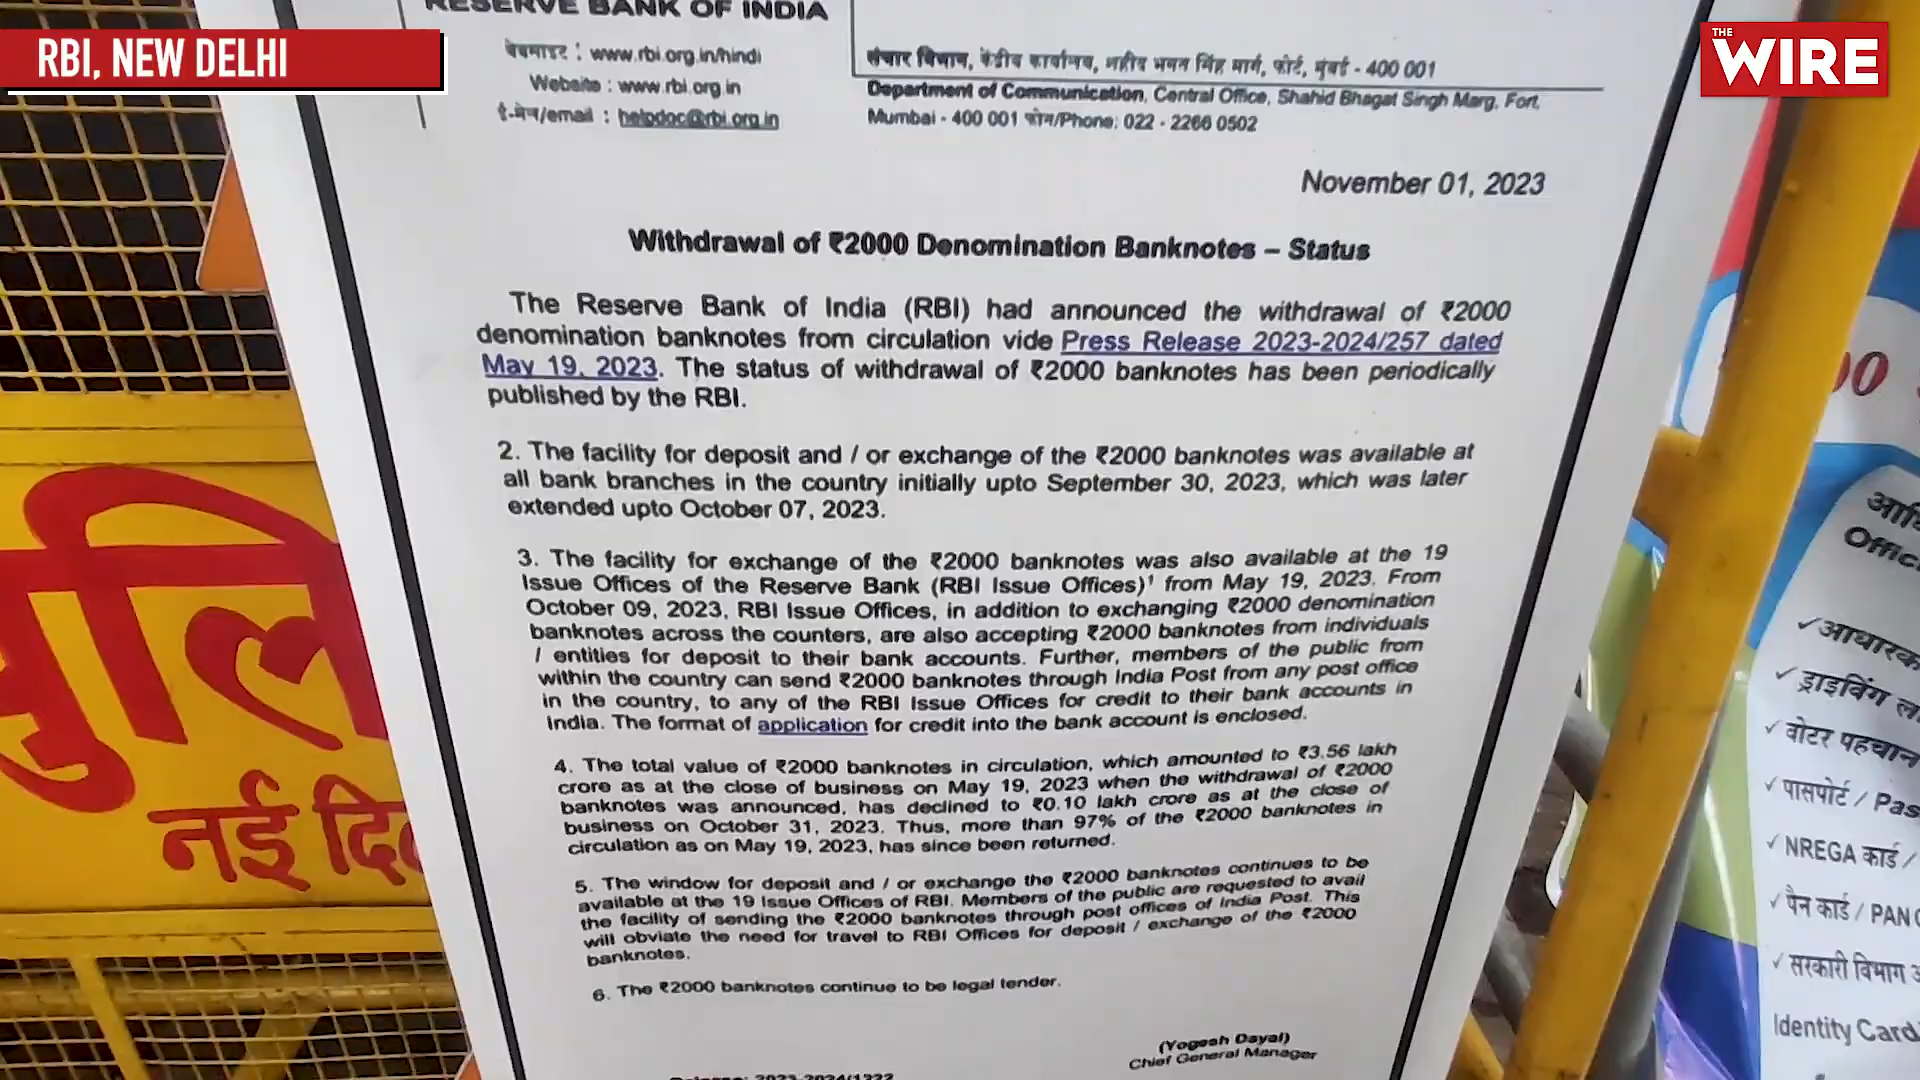 RBI, NEW DELHI
THE
WIRE
RESERVE BANK OF INDIA
वेबसाइट : www.rbi.org.in/hindi
Website : www.rbi.org.in
ई-मेल/email : helpdoc@rbi.org.in
संचार विभाग, केंद्रीय कार्यालय, शहीद भगत सिंह मार्ग, फोर्ट, मुंबई - 400 001
Department of Communication, Central Office, Shahid Bhagat Singh Marg, Fort,
Mumbai - 400 001 फोन/Phone: 022 - 2266 0502
November 01, 2023
Withdrawal of ₹2000 Denomination Banknotes – Status
The Reserve Bank of India (RBI) had announced the withdrawal of ₹2000
denomination banknotes from circulation vide Press Release 2023-2024/257 dated
May 19, 2023. The status of withdrawal of ₹2000 banknotes has been periodically
published by the RBI.
2. The facility for deposit and / or exchange of the ₹2000 banknotes was available at
all bank branches in the country initially upto September 30, 2023, which was later
extended upto October 07, 2023.
3. The facility for exchange of the ₹2000 banknotes was also available at the 19
Issue Offices of the Reserve Bank (RBI Issue Offices)¹ from May 19, 2023. From
October 09, 2023, RBI Issue Offices, in addition to exchanging ₹2000 denomination
banknotes across the counters, are also accepting ₹2000 banknotes from individuals
/ entities for deposit to their bank accounts. Further, members of the public from
within the country can send ₹2000 banknotes through India Post from any post office
in the country, to any of the RBI Issue Offices for credit to their bank accounts in
India. The format of application for credit into the bank account is enclosed.
4. The total value of ₹2000 banknotes in circulation, which amounted to ₹3.56 lakh
crore as at the close of business on May 19, 2023 when the withdrawal of ₹2000
banknotes was announced, has declined to ₹0.10 lakh crore as at the close of
business on October 31, 2023. Thus, more than 97% of the ₹2000 banknotes in
circulation as on May 19, 2023, has since been returned.
5. The window for deposit and / or exchange the ₹2000 banknotes continues to be
available at the 19 Issue Offices of RBI. Members of the public are requested to avail
the facility of sending the ₹2000 banknotes through post offices of India Post. This
will obviate the need for travel to RBI Offices for deposit / exchange of the ₹2000
banknotes.
6. The ₹2000 banknotes continue to be legal tender.
(Yogesh Dayal)
Chief General Manager
2023-2024/1222
पुलि
नई दिल
आधि
Offic
✓ आधारक
✓ ड्राइविंग ल
✓ वोटर पहचान
✓ पासपोर्ट / Pas
✓ NREGA कार्ड /
✓ पैन कार्ड / PAN C
✓ सरकारी विभाग
Identity Card